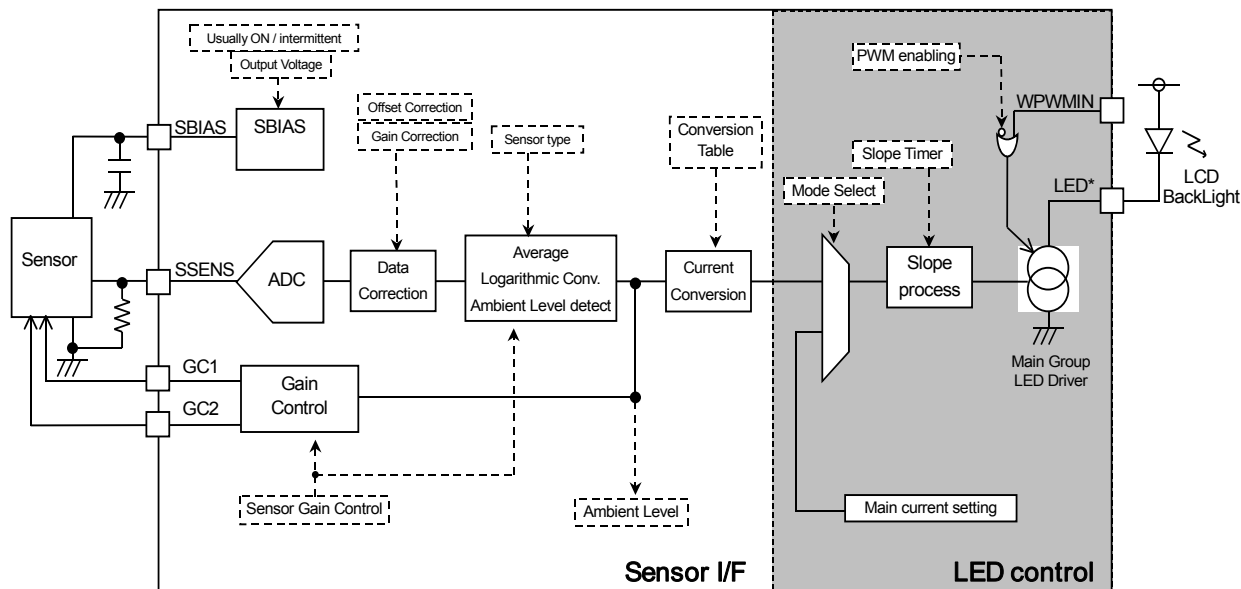 Usually ON / intermittent
Output Voltage
SBIAS
SBIAS
Offset Correction
Gain Correction
Sensor type
Conversion
Table
PWM enabling
WPWMIN
Slope Timer
Mode Select
LED*
LCD
BackLight
Sensor
SSENS
ADC
Data
Correction
Average
Logarithmic Conv.
Ambient Level detect
Current
Conversion
Slope
process
Main Group
LED Driver
GC1
GC2
Gain
Control
Sensor Gain Control
Ambient Level
Main current setting
Sensor I/F
LED control